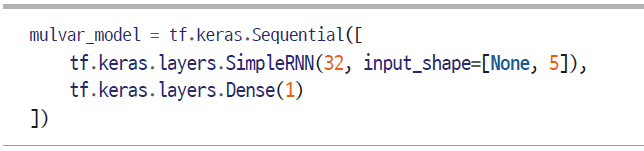 mulvar_model = tf.keras.Sequential([
    tf.keras.layers.SimpleRNN(32, input_shape=[None, 5]),
    tf.keras.layers.Dense(1)
])